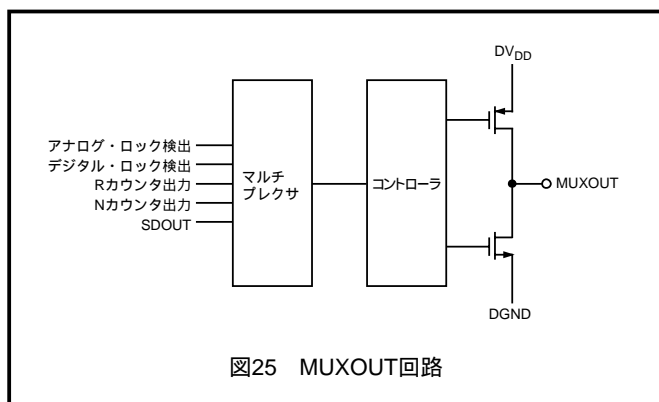 DVDD
アナログ・ロック検出
デジタル・ロック検出
Rカウンタ出力
Nカウンタ出力
SDOUT
マルチ
プレクサ
コントローラ
MUXOUT
DGND
図25 MUXOUT回路